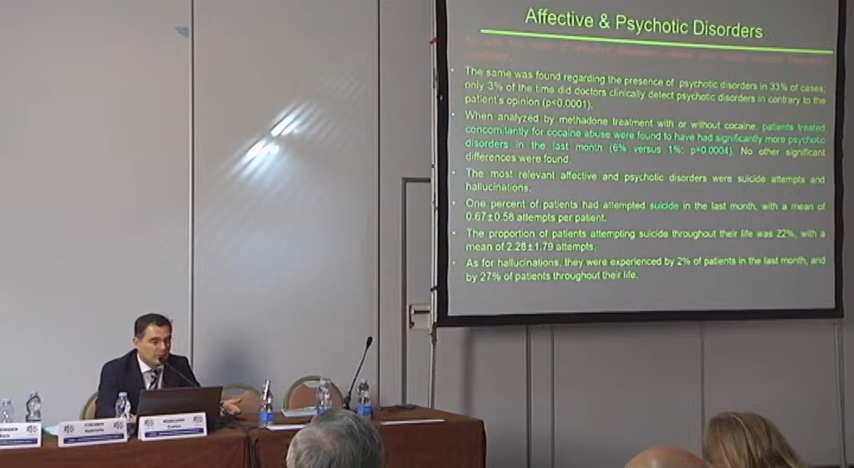 Affective & Psychotic Disorders
The same was found regarding the presence of psychotic disorders in 33% of cases;
only 3% of the time did doctors clinically detect psychotic disorders in contrary to the
patient's opinion (p<0.0001).
When analyzed by methadone treatment with or without cocaine, patients treated
concomitantly for cocaine abuse were found to have had significantly more psychotic
disorders in the last month (6% versus 1%; p=0.0004). No other significant
differences were found.
The most relevant affective and psychotic disorders were suicide attempts and
hallucinations.
One percent of patients had attempted suicide in the last month, with a mean of
0.67±0.58 attempts per patient.
The proportion of patients attempting suicide throughout their life was 22%, with a
mean of 2.28±1.79 attempts.
As for hallucinations, they were experienced by 2% of patients in the last month, and
by 27% of patients throughout their life.